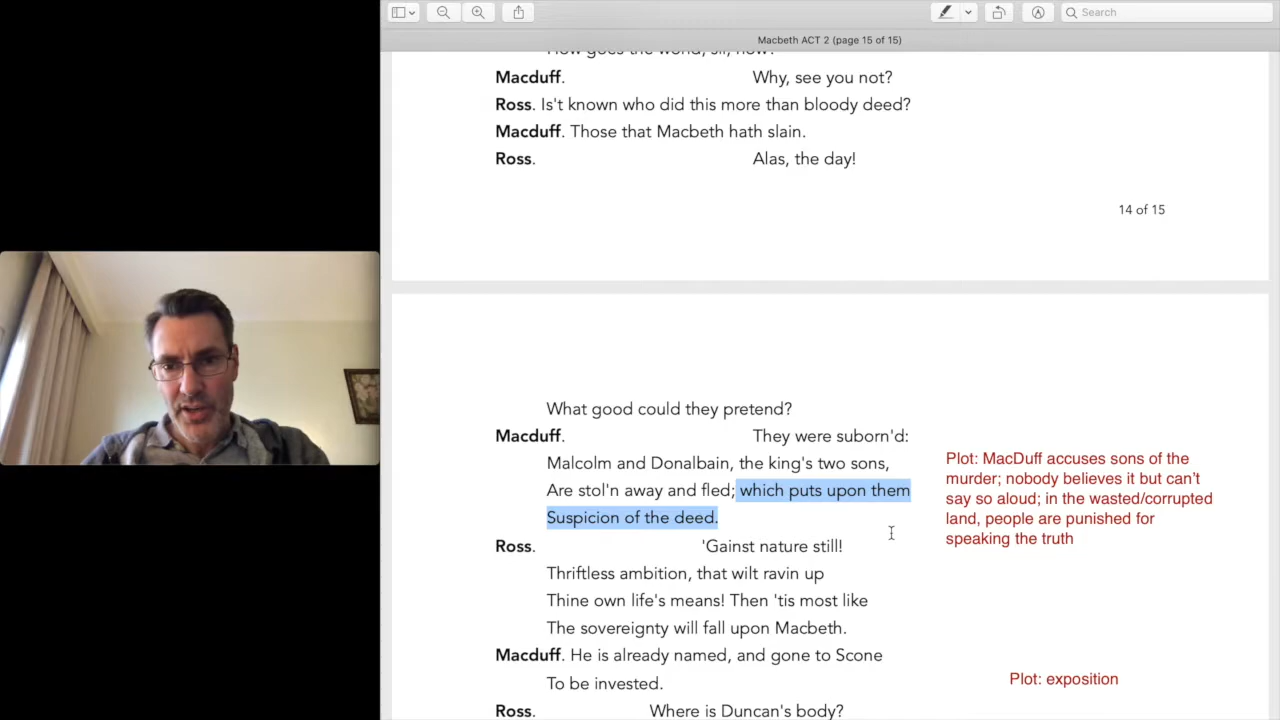 Search
Macbeth ACT 2 (page 15 of 15)
How goes the world, sir, now?
Macduff. Why, see you not?
Ross. Is't known who did this more than bloody deed?
Macduff. Those that Macbeth hath slain.
Ross. Alas, the day!
14 of 15
What good could they pretend?
Macduff. They were suborn'd:
Malcolm and Donalbain, the king's two sons,
Are stol'n away and fled; which puts upon them
Suspicion of the deed.
Plot: MacDuff accuses sons of the
murder; nobody believes it but can't
say so aloud; in the wasted/corrupted
land, people are punished for
speaking the truth
Ross. 'Gainst nature still!
Thriftless ambition, that wilt ravin up
Thine own life's means! Then 'tis most like
The sovereignty will fall upon Macbeth.
Macduff. He is already named, and gone to Scone
To be invested.
Plot: exposition
Ross. Where is Duncan's body?